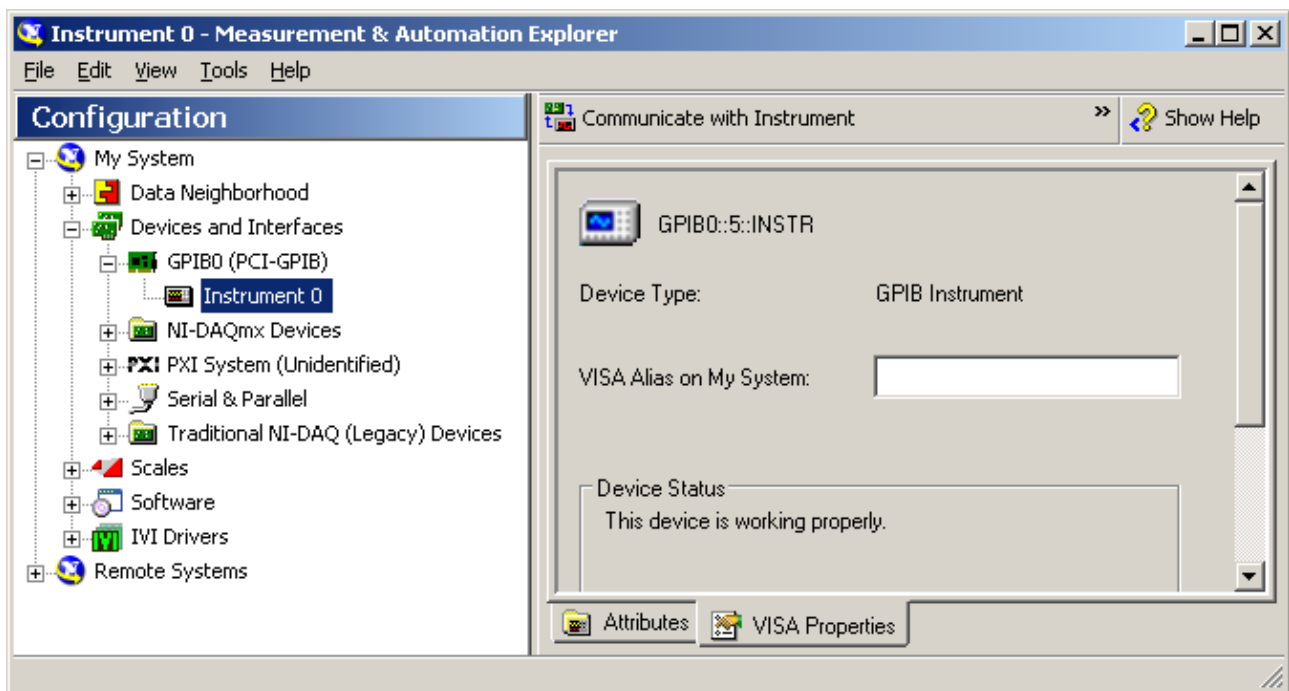 Instrument 0 - Measurement & Automation Explorer
File Edit View Tools Help
Configuration
My System
Data Neighborhood
Devices and Interfaces
GPIB0 (PCI-GPIB)
Instrument 0
NI-DAQmx Devices
PXI PXI System (Unidentified)
Serial & Parallel
Traditional NI-DAQ (Legacy) Devices
Scales
Software
IVI IVI Drivers
Remote Systems
Communicate with Instrument » Show Help
GPIB0::5::INSTR
Device Type: GPIB Instrument
VISA Alias on My System:
Device Status
This device is working properly.
Attributes VISA Properties